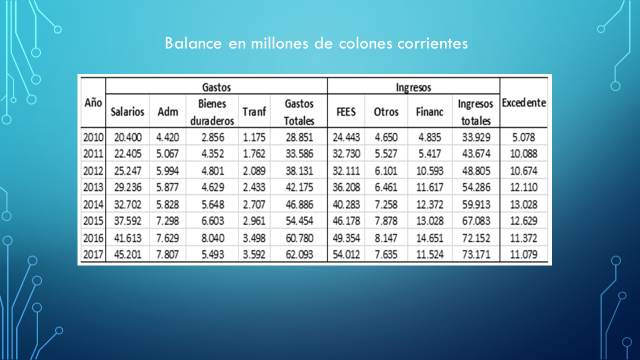 Balance en millones de colones corrientes
Año Gastos Ingresos Excedente
Salarios Adm Bienes duraderos Tranf Gastos Totales FEES Otros Financ Ingresos totales
2010 20.400 4.420 2.856 1.175 28.851 24.443 4.650 4.835 33.929 5.078
2011 22.405 5.067 4.352 1.762 33.586 32.730 5.527 5.417 43.674 10.088
2012 25.247 5.994 4.801 2.089 38.131 32.111 6.101 10.593 48.805 10.674
2013 29.236 5.877 4.629 2.433 42.175 36.208 6.461 11.617 54.286 12.110
2014 32.702 5.828 5.648 2.707 46.886 40.283 7.258 12.372 59.913 13.028
2015 37.592 7.298 6.603 2.961 54.454 46.178 7.878 13.028 67.083 12.629
2016 41.613 7.629 8.040 3.498 60.780 49.354 8.147 14.651 72.152 11.372
2017 45.201 7.807 5.493 3.592 62.093 54.012 7.635 11.524 73.171 11.079